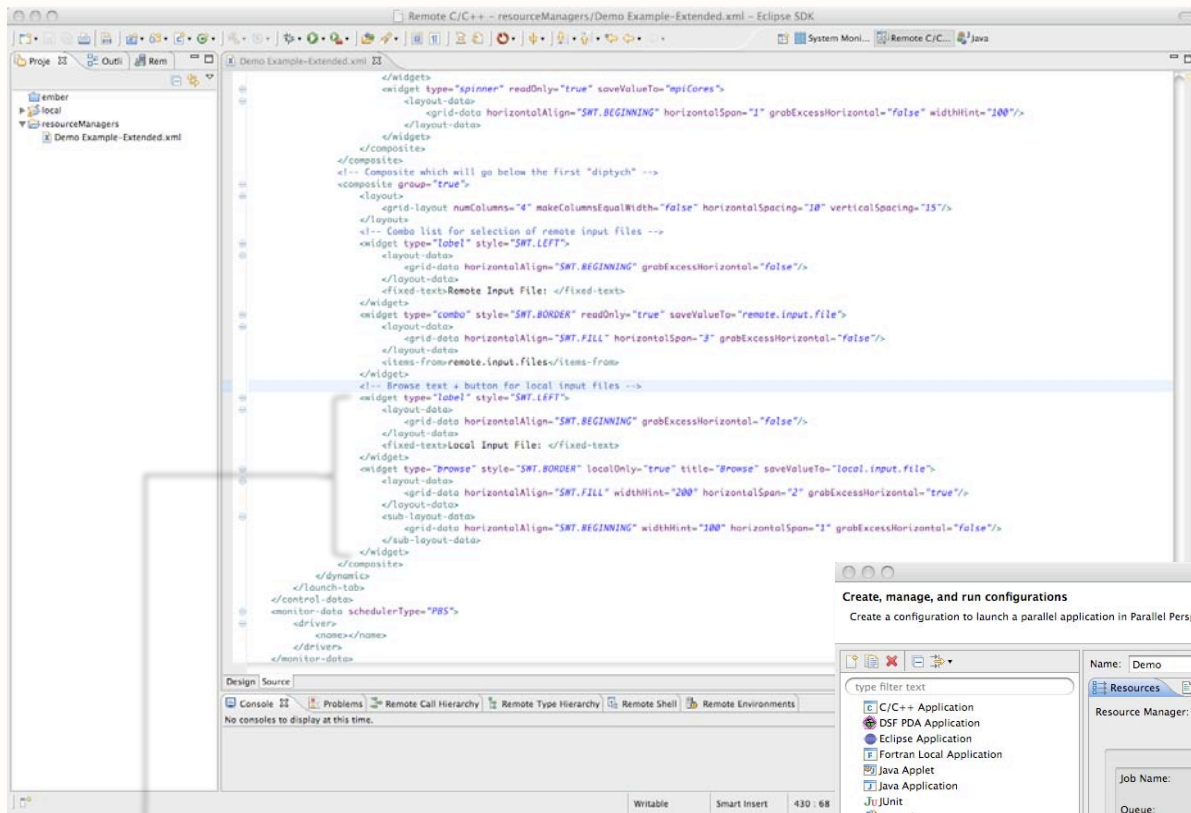 Remote C/C++ - resourceManagers/Demo Example-Extended.xml - Eclipse SDK
System Moni... Remote C/C... Java
Proje Outli Rem
Demo Example-Extended.xml
ember
local
resourceManagers
Demo Example-Extended.xml
</widget>
<widget type="spinner" readOnly="true" saveValueTo="mpiCores">
<layout-data>
<grid-data horizontalAlign="SWT.BEGINNING" horizontalSpan="1" grabExcessHorizontal="false" widthHint="100"/>
</layout-data>
</widget>
</composite>
</composite>
<!-- Composite which will go below the first "diptych" -->
<composite group="true">
<layout>
<grid-layout numColumns="4" makeColumnsEqualWidth="false" horizontalSpacing="10" verticalSpacing="15"/>
</layout>
<!-- Combo list for selection of remote input files -->
<widget type="label" style="SWT.LEFT">
<layout-data>
<grid-data horizontalAlign="SWT.BEGINNING" grabExcessHorizontal="false"/>
</layout-data>
<fixed-text>Remote Input File: </fixed-text>
</widget>
<widget type="combo" style="SWT.BORDER" readOnly="true" saveValueTo="remote.input.file">
<layout-data>
<grid-data horizontalAlign="SWT.FILL" horizontalSpan="3" grabExcessHorizontal="false"/>
</layout-data>
<items-from>remote.input.files</items-from>
</widget>
<!-- Browse text + button for local input files -->
<widget type="label" style="SWT.LEFT">
<layout-data>
<grid-data horizontalAlign="SWT.BEGINNING" grabExcessHorizontal="false"/>
</layout-data>
<fixed-text>Local Input File: </fixed-text>
</widget>
<widget type="browse" style="SWT.BORDER" localOnly="true" title="Browse" saveValueTo="local.input.file">
<layout-data>
<grid-data horizontalAlign="SWT.FILL" widthHint="200" horizontalSpan="2" grabExcessHorizontal="true"/>
</layout-data>
<sub-layout-data>
<grid-data horizontalAlign="SWT.BEGINNING" widthHint="100" horizontalSpan="1" grabExcessHorizontal="false"/>
</sub-layout-data>
</widget>
</composite>
</dynamic>
</launch-tab>
</control-data>
<monitor-data schedulerType="PBS">
<driver>
<name></name>
</driver>
</monitor-data>
Design Source
Console Problems Remote Call Hierarchy Remote Type Hierarchy Remote Shell Remote Environments
No consoles to display at this time.
Writable Smart Insert 430 : 68
Create, manage, and run configurations
Create a configuration to launch a parallel application in Parallel
type filter text
C/C++ Application
DSF PDA Application
Eclipse Application
Fortran Local Application
Java Applet
Java Application
JUnit
Name: Demo
Resources
Resource Manager:
Job Name:
Queue: